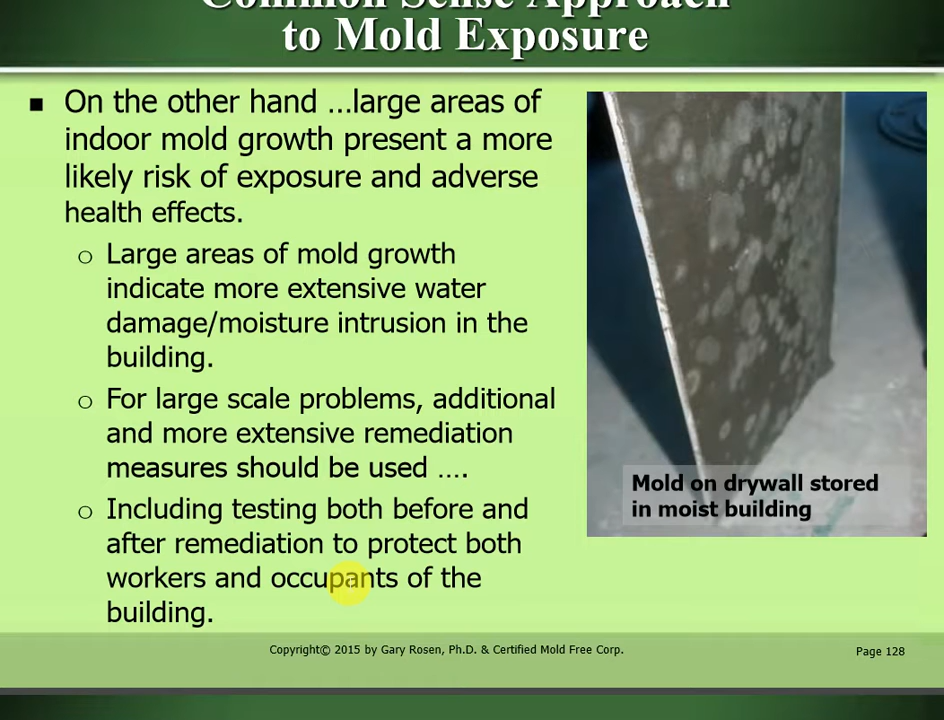 Common Sense Approach
to Mold Exposure
■ On the other hand ...large areas of
indoor mold growth present a more
likely risk of exposure and adverse
health effects.
○ Large areas of mold growth
indicate more extensive water
damage/moisture intrusion in the
building.
○ For large scale problems, additional
and more extensive remediation
measures should be used ....
○ Including testing both before and
after remediation to protect both
workers and occupants of the
building.
Mold on drywall stored
in moist building
Copyright© 2015 by Gary Rosen, Ph.D. & Certified Mold Free Corp.
Page 128